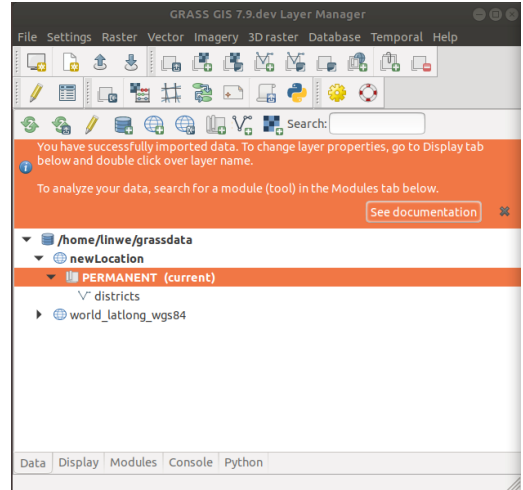 GRASS GIS 7.9.dev Layer Manager
File Settings Raster Vector Imagery 3D raster Database Temporal Help
Search:
You have successfully imported data. To change layer properties, go to Display tab
below and double click over layer name.
To analyze your data, search for a module (tool) in the Modules tab below.
See documentation
/home/linwe/grassdata
newLocation
PERMANENT (current)
districts
world_latlong_wgs84
Data Display Modules Console Python